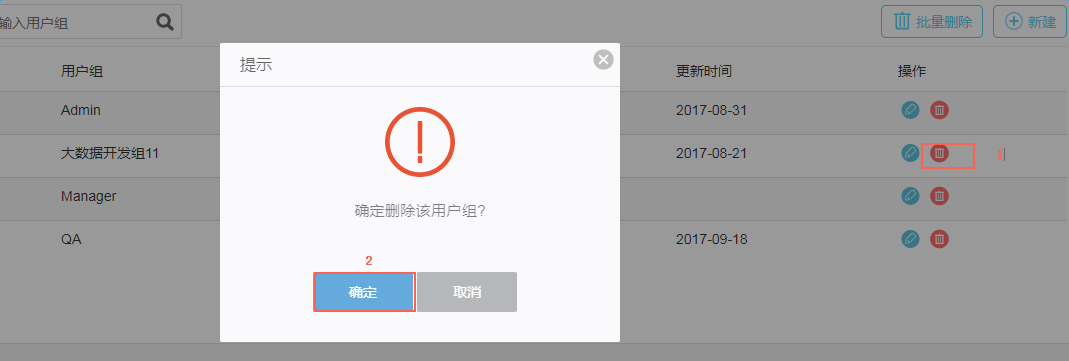 输入用户组
批量删除
新建
提示
用户组
更新时间
操作
Admin
2017-08-31
大数据开发组11
2017-08-21
1
Manager
确定删除该用户组?
QA
2017-09-18
2
确定
取消